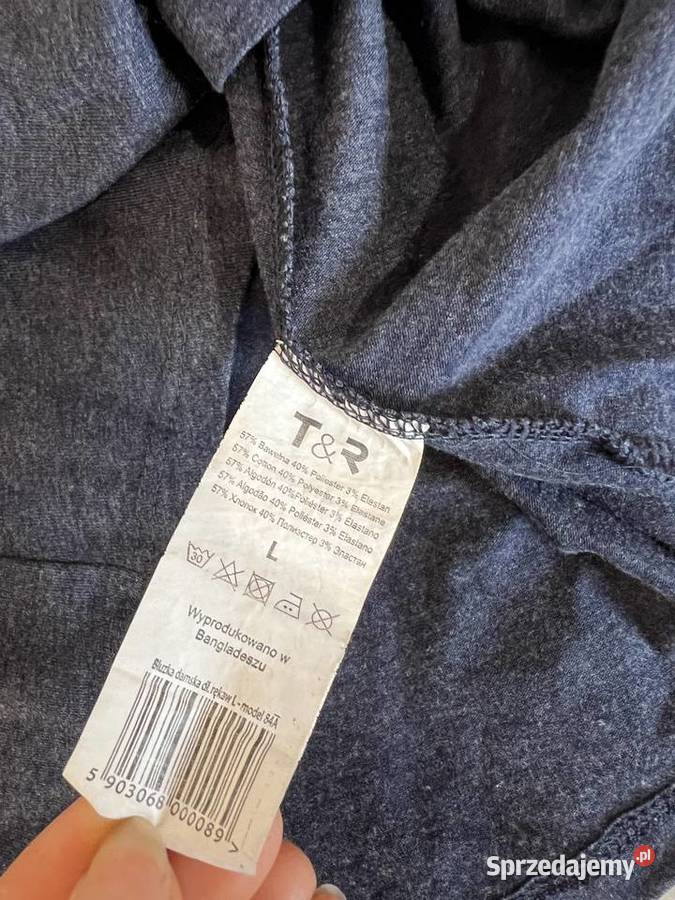 T&R
57% Bawełna 40% Poliester 3% Elastan
57% Cotton 40% Polyester 3% Elastane
57% Algodón 40%Poliéster 3% Elastano
57% Algodão 40% Poliéster 3% Elastano
57% Хлопок 40% Полиэстер 3% Эластан
L
30
Wyprodukowano w
Bangladeszu
Bluzka damska dł. rękaw L - model 84A
5 903068 000089 >
Sprzedajemy.pl